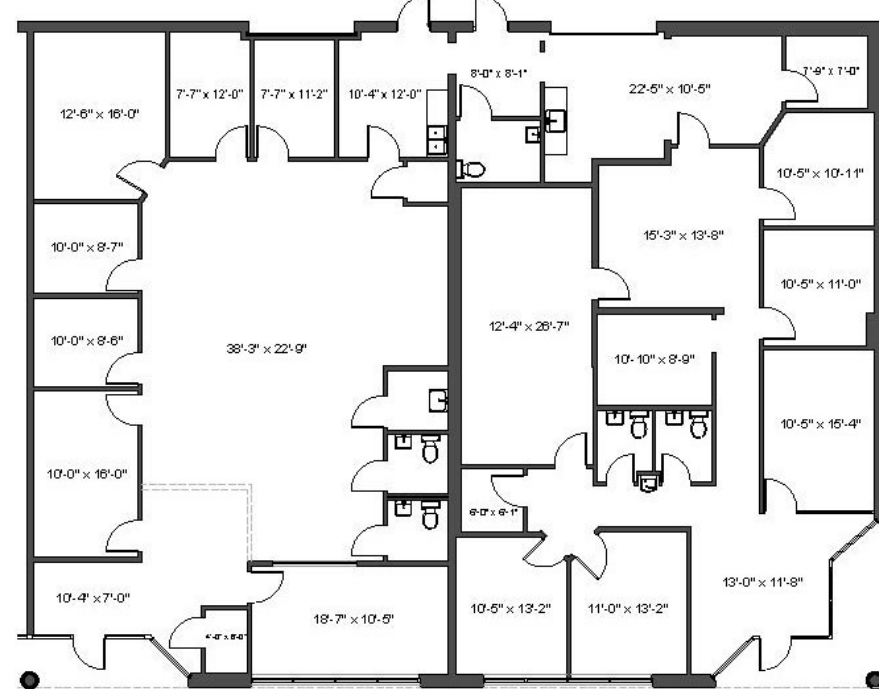 8'-0" x 8'-1"
7'-9" x 7'-0"
7'-7" x 12'-0"
7'-7" x 11'-2"
10'-4" x 12'-0"
22'-5" x 10'-5"
12'-6" x 16'-0"
10'-5" x 10'-11"
15'-3" x 13'-8"
10'-0" x 8'-7"
10'-5" x 11'-0"
12'-4" x 26'-7"
10'-0" x 8'-6"
38'-3" x 22'-9"
10'-10" x 8'-9"
10'-5" x 15'-4"
10'-0" x 16'-0"
6'-0" x 6'-1"
13'-0" x 11'-8"
10'-4" x 7'-0"
18'-7" x 10'-5"
10'-5" x 13'-2"
11'-0" x 13'-2"